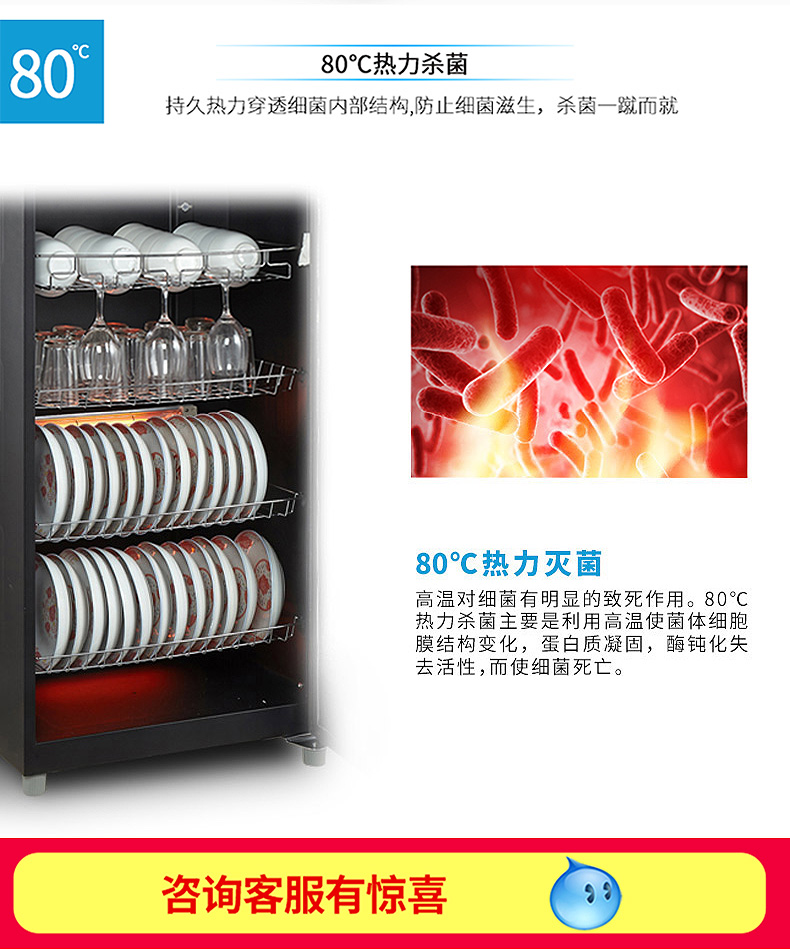 80℃
80℃热力杀菌
持久热力穿透细菌内部结构,防止细菌滋生，杀菌一蹴而就
80℃热力灭菌
高温对细菌有明显的致死作用。80℃
热力杀菌主要是利用高温使菌体细胞
膜结构变化，蛋白质凝固，酶钝化失
去活性,而使细菌死亡。
咨询客服有惊喜